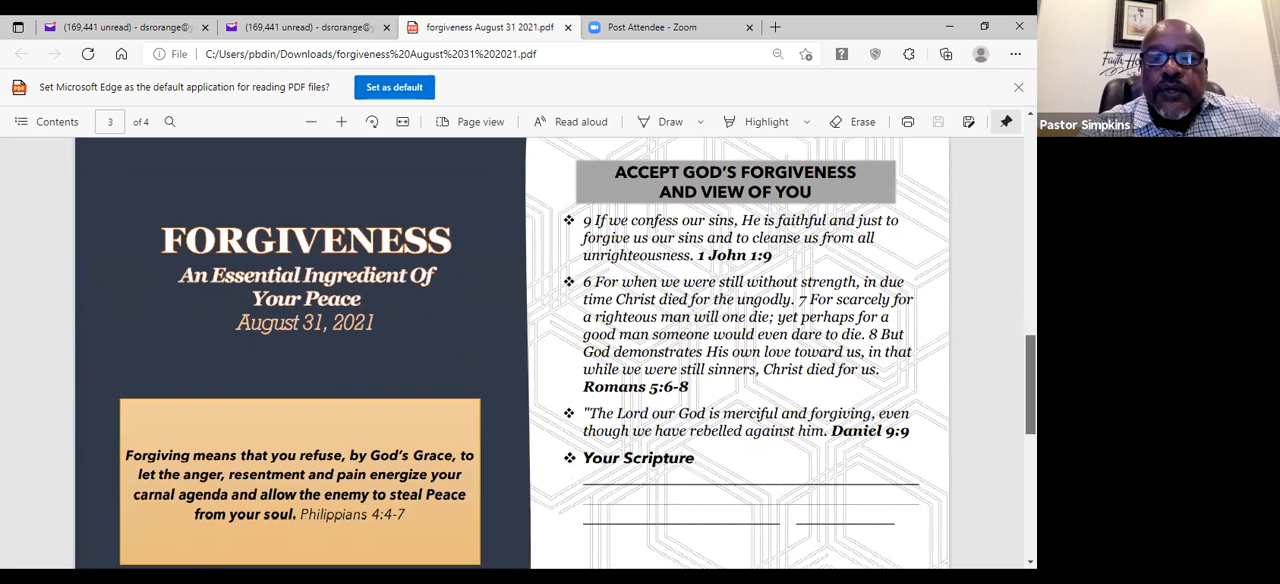 (169,441 unread) - dsrorange@y
(169,441 unread) - dsrorange@y
forgiveness August 31 2021.pdf
Post Attendee - Zoom
File
C:/Users/pbdin/Downloads/forgiveness%20August%2031%202021.pdf
Set Microsoft Edge as the default application for reading PDF files?
Set as default
Contents
3
of 4
Page view
Read aloud
Draw
Highlight
Erase
Faith
Pastor Simpkins
FORGIVENESS
An Essential Ingredient Of
Your Peace
August 31, 2021
Forgiving means that you refuse, by God's Grace, to
let the anger, resentment and pain energize your
carnal agenda and allow the enemy to steal Peace
from your soul. Philippians 4:4-7
ACCEPT GOD'S FORGIVENESS
AND VIEW OF YOU
❖ 9 If we confess our sins, He is faithful and just to
forgive us our sins and to cleanse us from all
unrighteousness. 1 John 1:9
❖ 6 For when we were still without strength, in due
time Christ died for the ungodly. 7 For scarcely for
a righteous man will one die; yet perhaps for a
good man someone would even dare to die. 8 But
God demonstrates His own love toward us, in that
while we were still sinners, Christ died for us.
Romans 5:6-8
❖ "The Lord our God is merciful and forgiving, even
though we have rebelled against him. Daniel 9:9
❖ Your Scripture